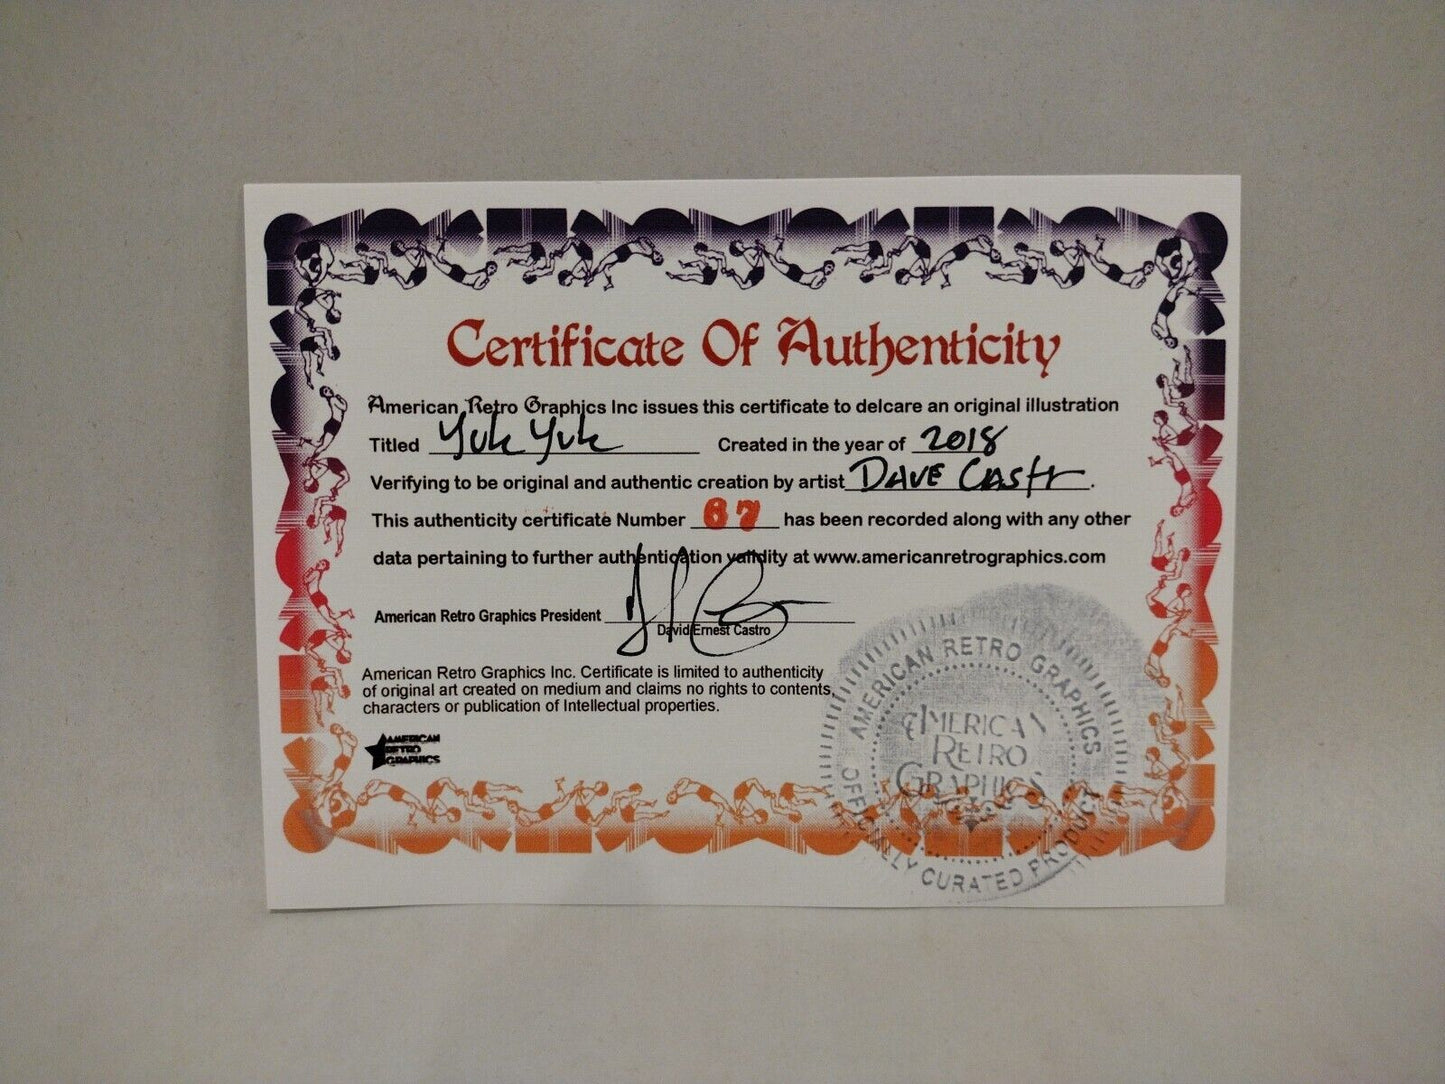 Certificate Of Authenticity
American Retro Graphics Inc issues this certificate to delcare an original illustration
Titled Yuk Yuk Created in the year of 2018
Verifying to be original and authentic creation by artist Dave Castr.
This authenticity certificate Number 67 has been recorded along with any other
data pertaining to further authentication validity at www.americanretrographics.com
American Retro Graphics President
David Ernest Castro
American Retro Graphics Inc. Certificate is limited to authenticity
of original art created on medium and claims no rights to contents,
characters or publication of Intellectual properties.
AMERICAN
RETRO
GRAPHICS
AMERICAN RETRO GRAPHICS
AMERICAN
RETRO
GRAPHICS
OFFICIALLY CURATED PRODUCT